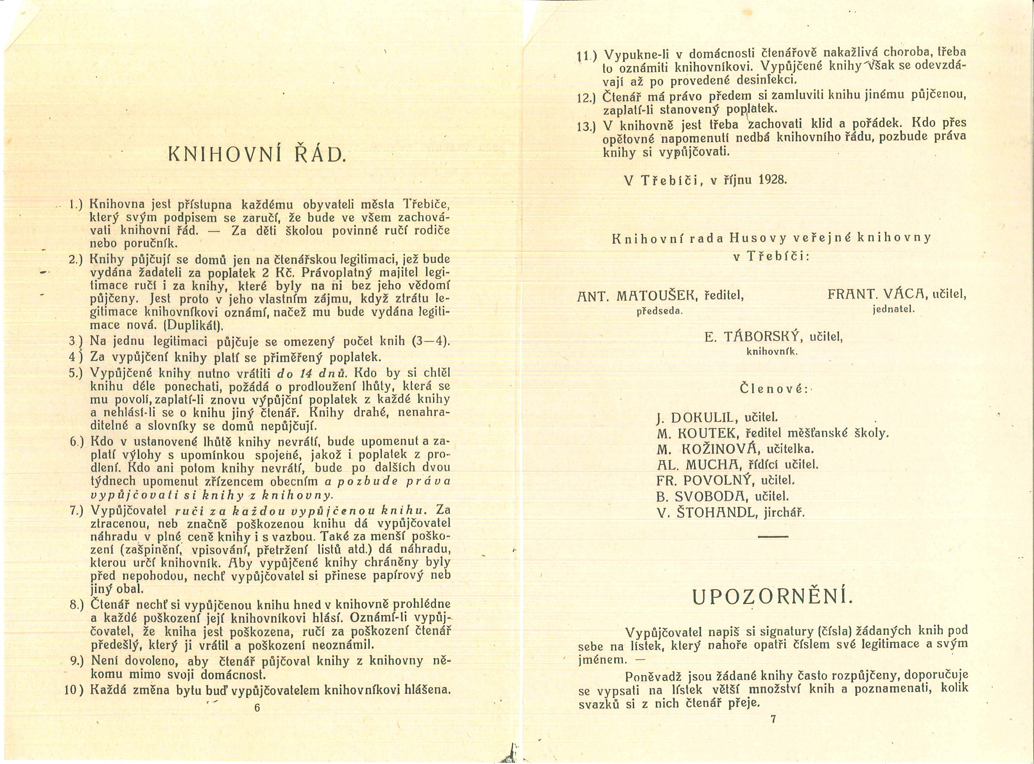 KNIHOVNÍ ŘÁD.
1.) Knihovna jest přístupna každému obyvateli města Třebíče,
který svým podpisem se zaručí, že bude ve všem zachová-
vati knihovní řád. — Za děti školou povinné ručí rodiče
nebo poručník.
2.) Knihy půjčují se domů jen na čtenářskou legitimaci, jež bude
vydána žadateli za poplatek 2 Kč. Právoplatný majitel legi-
timace ručí i za knihy, které byly na ni bez jeho vědomí
půjčeny. Jest proto v jeho vlastním zájmu, když ztrátu le-
gitimace knihovníkovi oznámí, načež mu bude vydána legiti-
mace nová. (Duplikát).
3) Na jednu legitimaci půjčuje se omezený počet knih (3—4).
4) Za vypůjčení knihy platí se přiměřený poplatek.
5.) Vypůjčené knihy nutno vrátiti do 14 dnů. Kdo by si chtěl
knihu déle ponechati, požádá o prodloužení lhůty, která se
mu povolí, zaplatí-li znovu výpůjční poplatek z každé knihy
a nehlásí-li se o knihu jiný čtenář. Knihy drahé, nenahra-
ditelné a slovníky se domů nepůjčují.
6.) Kdo v ustanovené lhůtě knihy nevrátí, bude upomenut a za-
platí výlohy s upomínkou spojené, jakož i poplatek z pro-
dlení. Kdo ani potom knihy nevrátí, bude po dalších dvou
týdnech upomenut zřízencem obecním a pozbude práva
vypůjčovati si knihy z knihovny.
7.) Vypůjčovatel ručí za každou vypůjčenou knihu. Za
ztracenou, neb značně poškozenou knihu dá vypůjčovatel
náhradu v plné ceně knihy i s vazbou. Také za menší poško-
zení (zašpinění, vpisování, přetržení listů atd.) dá náhradu,
kterou určí knihovník. Aby vypůjčené knihy chráněny byly
před nepohodou, nechť vypůjčovatel si přinese papírový neb
jiný obal.
8.) Čtenář nechť si vypůjčenou knihu hned v knihovně prohlédne
a každé poškození její knihovníkovi hlásí. Oznámí-li vypůj-
čovatel, že kniha jest poškozena, ručí za poškození čtenář
předešlý, který ji vrátil a poškození neoznámil.
9.) Není dovoleno, aby čtenář půjčoval knihy z knihovny ně-
komu mimo svoji domácnost.
10) Každá změna bytu buď vypůjčovatelem knihovníkovi hlášena.
6
11.) Vypukne-li v domácnosti čtenářově nakažlivá choroba, třeba
to oznámiti knihovníkovi. Vypůjčené knihy však se odevzdá-
vají až po provedené desinfekci.
12.) Čtenář má právo předem si zamluviti knihu jinému půjčenou,
zaplatí-li stanovený poplatek.
13.) V knihovně jest třeba zachovati klid a pořádek. Kdo přes
opětovné napomenutí nedbá knihovního řádu, pozbude práva
knihy si vypůjčovati.
V Třebíči, v říjnu 1928.
Knihovní rada Husovy veřejné knihovny
v Třebíči:
ANT. MATOUŠEK, ředitel, FRANT. VÁCA, učitel,
předseda. jednatel.
E. TÁBORSKÝ, učitel,
knihovník.
Členové:
J. DOKULIL, učitel.
M. KOUTEK, ředitel měšťanské školy.
M. KOŽINOVÁ, učitelka.
AL. MUCHA, řídící učitel.
FR. POVOLNÝ, učitel.
B. SVOBODA, učitel.
V. ŠTOHANDL, jirchář.
UPOZORNĚNÍ.
Vypůjčovatel napiš si signatury (čísla) žádaných knih pod
sebe na lístek, který nahoře opatři číslem své legitimace a svým
jménem. —
Poněvadž jsou žádané knihy často rozpůjčeny, doporučuje
se vypsati na lístek větší množství knih a poznamenati, kolik
svazků si z nich čtenář přeje.
7